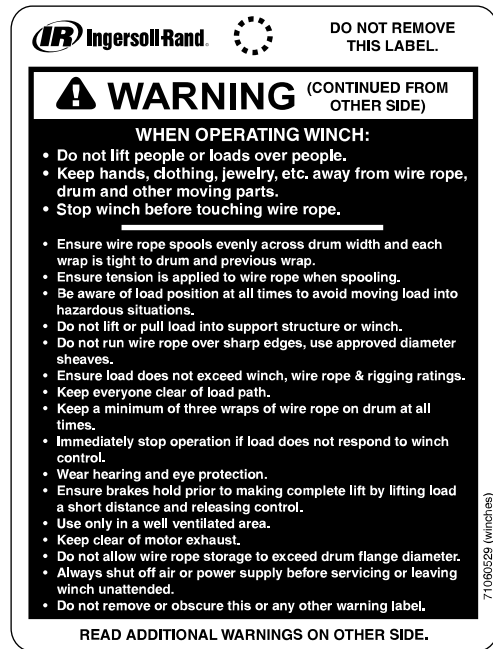 IR Ingersoll-Rand®
DO NOT REMOVE
THIS LABEL.
WARNING (CONTINUED FROM
OTHER SIDE)
WHEN OPERATING WINCH:
• Do not lift people or loads over people.
• Keep hands, clothing, jewelry, etc. away from wire rope,
drum and other moving parts.
• Stop winch before touching wire rope.
• Ensure wire rope spools evenly across drum width and each
wrap is tight to drum and previous wrap.
• Ensure tension is applied to wire rope when spooling.
• Be aware of load position at all times to avoid moving load into
hazardous situations.
• Do not lift or pull load into support structure or winch.
• Do not run wire rope over sharp edges, use approved diameter
sheaves.
• Ensure load does not exceed winch, wire rope & rigging ratings.
• Keep everyone clear of load path.
• Keep a minimum of three wraps of wire rope on drum at all
times.
• Immediately stop operation if load does not respond to winch
control.
• Wear hearing and eye protection.
• Ensure brakes hold prior to making complete lift by lifting load
a short distance and releasing control.
• Use only in a well ventilated area.
• Keep clear of motor exhaust.
• Do not allow wire rope storage to exceed drum flange diameter.
• Always shut off air or power supply before servicing or leaving
winch unattended.
• Do not remove or obscure this or any other warning label.
71060529 (winches)
READ ADDITIONAL WARNINGS ON OTHER SIDE.